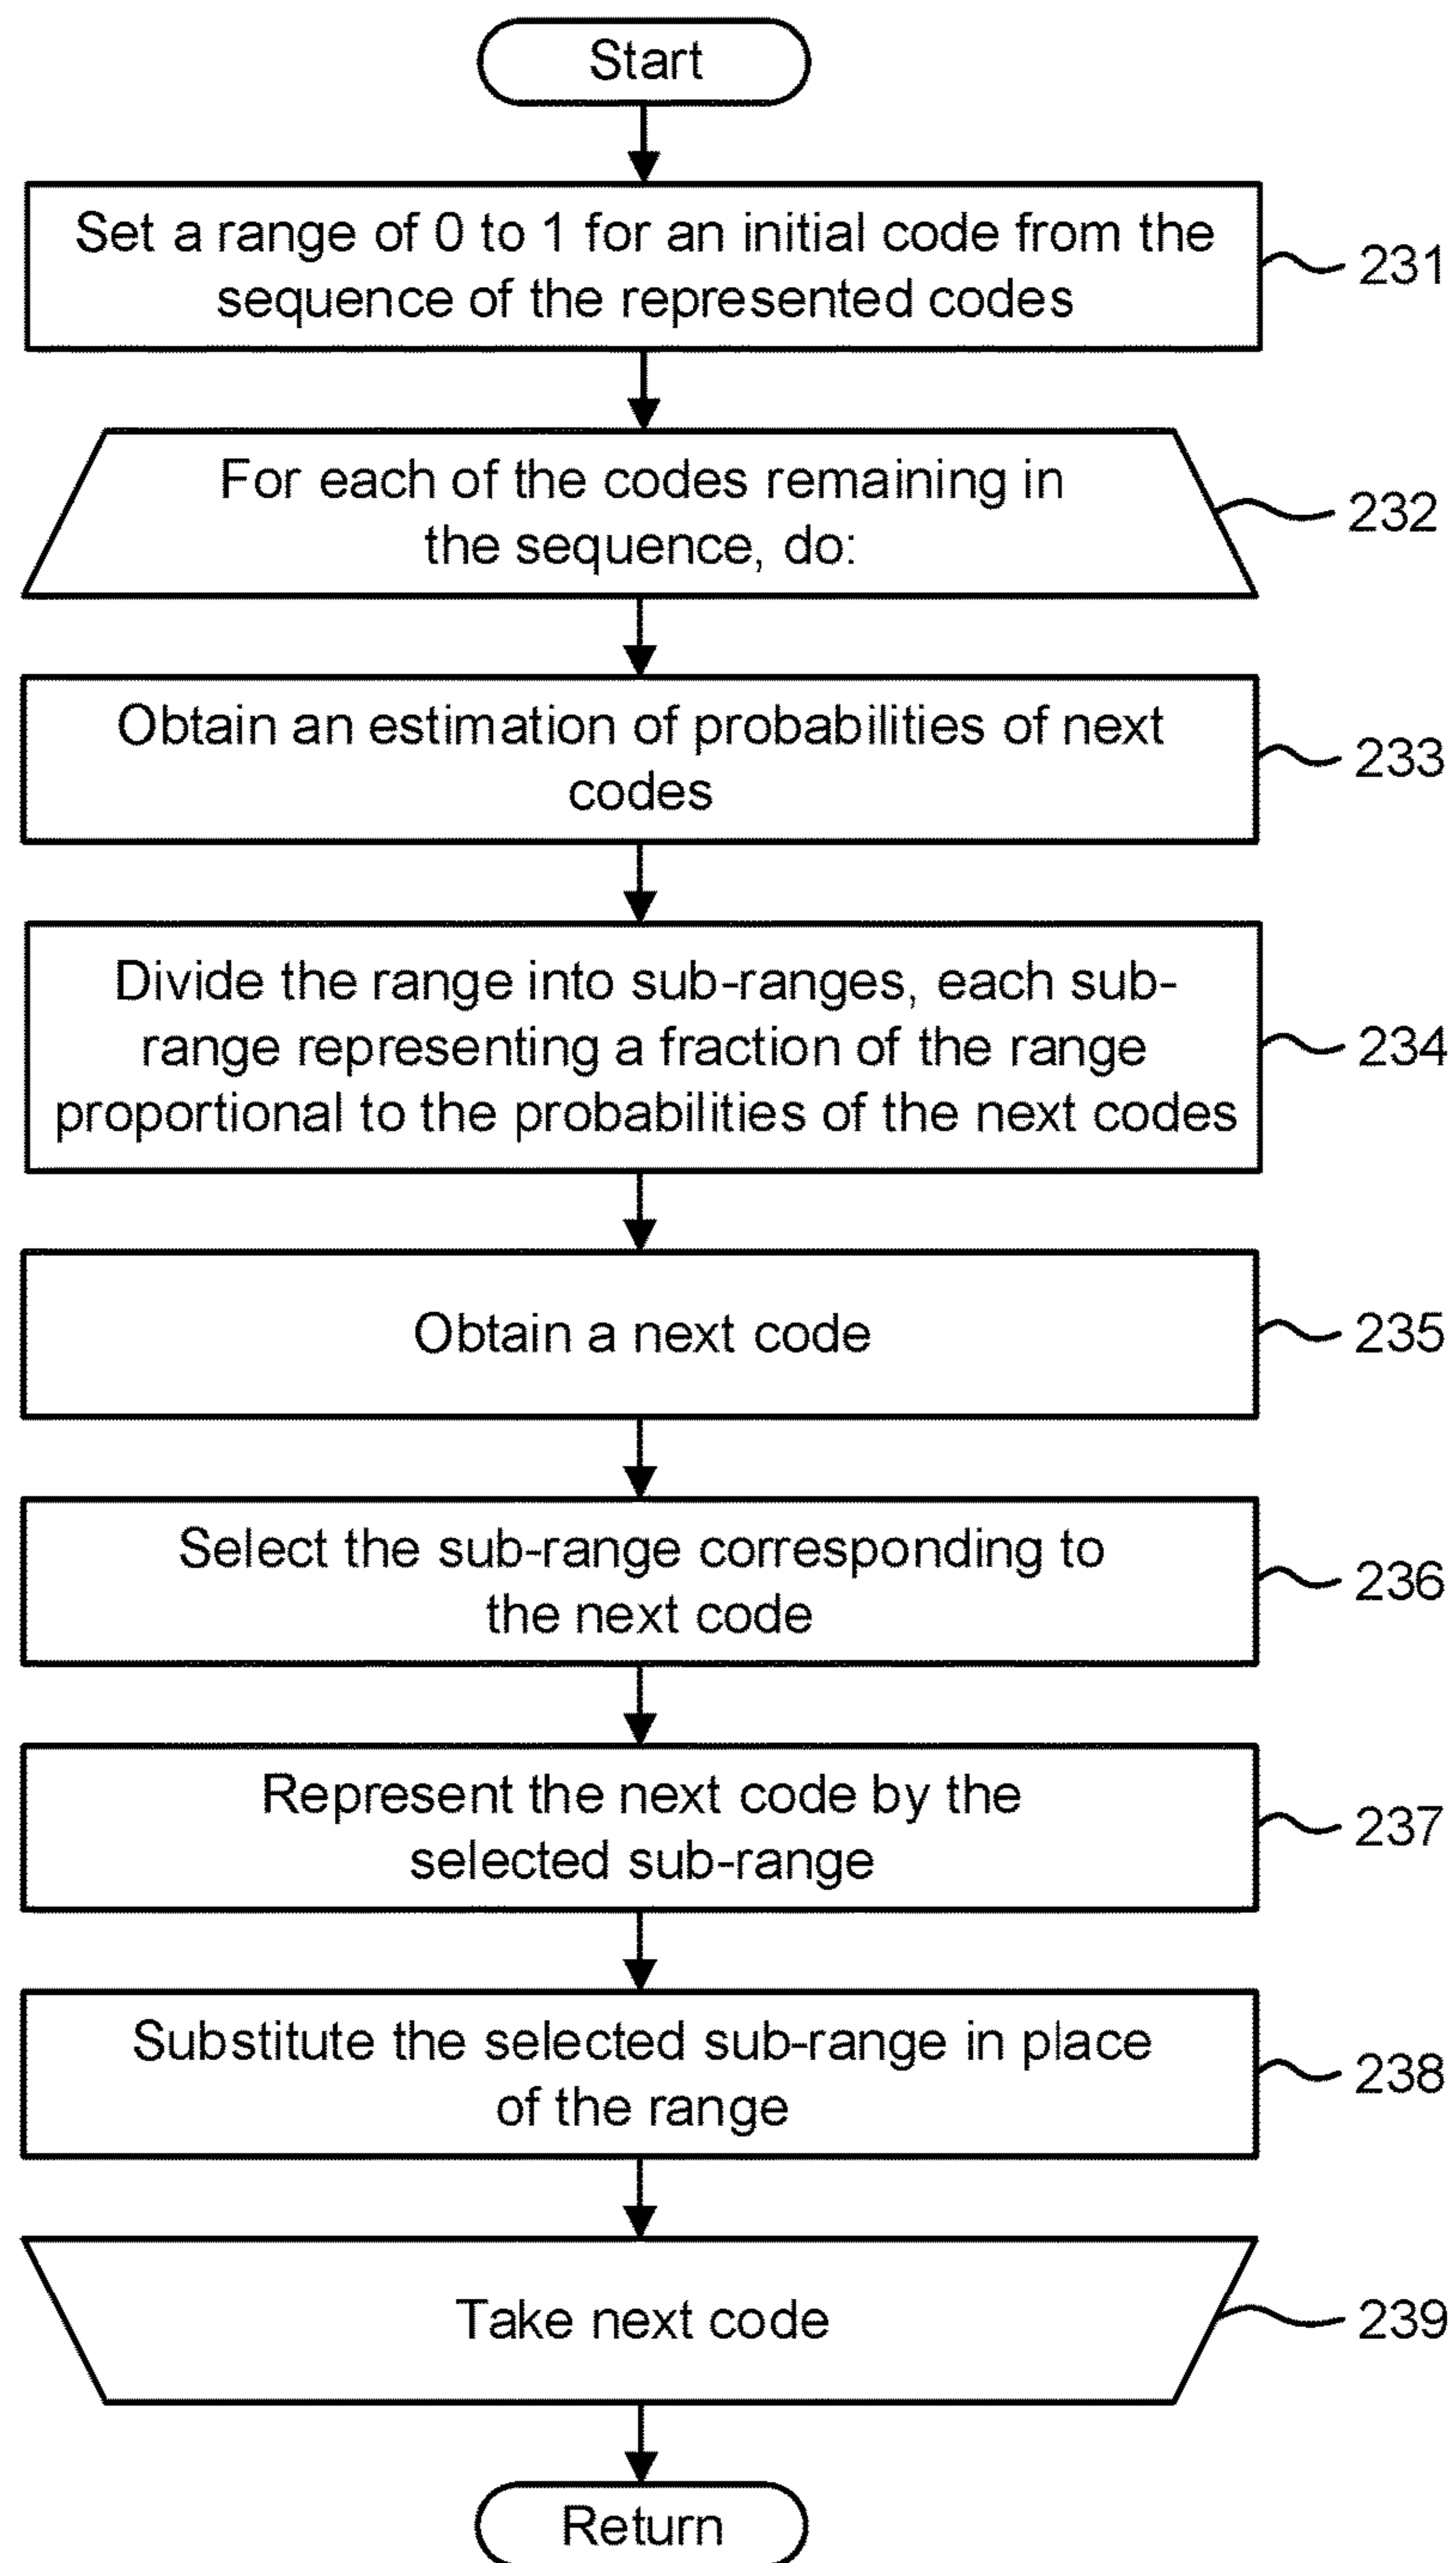 Start
Set a range of 0 to 1 for an initial code from the
sequence of the represented codes
231
For each of the codes remaining in
the sequence, do:
232
Obtain an estimation of probabilities of next
codes
233
Divide the range into sub-ranges, each sub-
range representing a fraction of the range
proportional to the probabilities of the next codes
234
Obtain a next code
235
Select the sub-range corresponding to
the next code
236
Represent the next code by the
selected sub-range
237
Substitute the selected sub-range in place
of the range
238
Take next code
239
Return